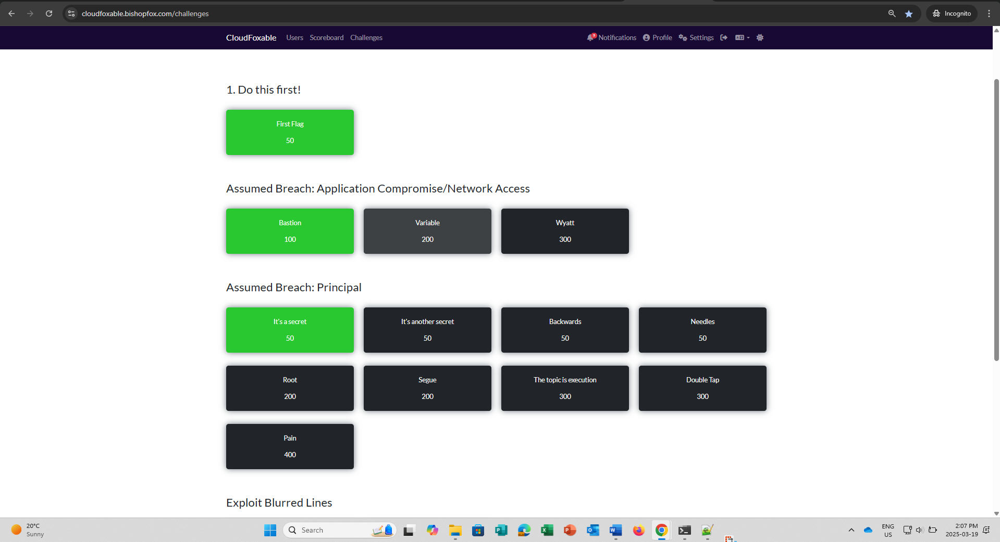 cloudfoxable.bishopfox.com/challenges
Incognito
CloudFoxable Users Scoreboard Challenges
5 Notifications Profile Settings
1. Do this first!
First Flag
50
Assumed Breach: Application Compromise/Network Access
Bastion
100
Variable
200
Wyatt
300
Assumed Breach: Principal
It's a secret
50
It's another secret
50
Backwards
50
Needles
50
Root
200
Segue
200
The topic is execution
300
Double Tap
300
Pain
400
Exploit Blurred Lines
20°C
Sunny
Search
ENG
US
2:07 PM
2025-03-19